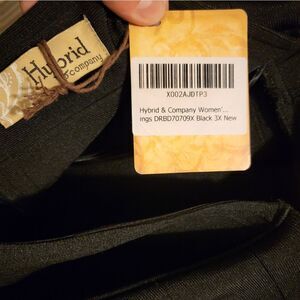 Hybrid
& company
X002AJDTP3
Hybrid & Company Women'...
ings DRBD70709X Black 3X New